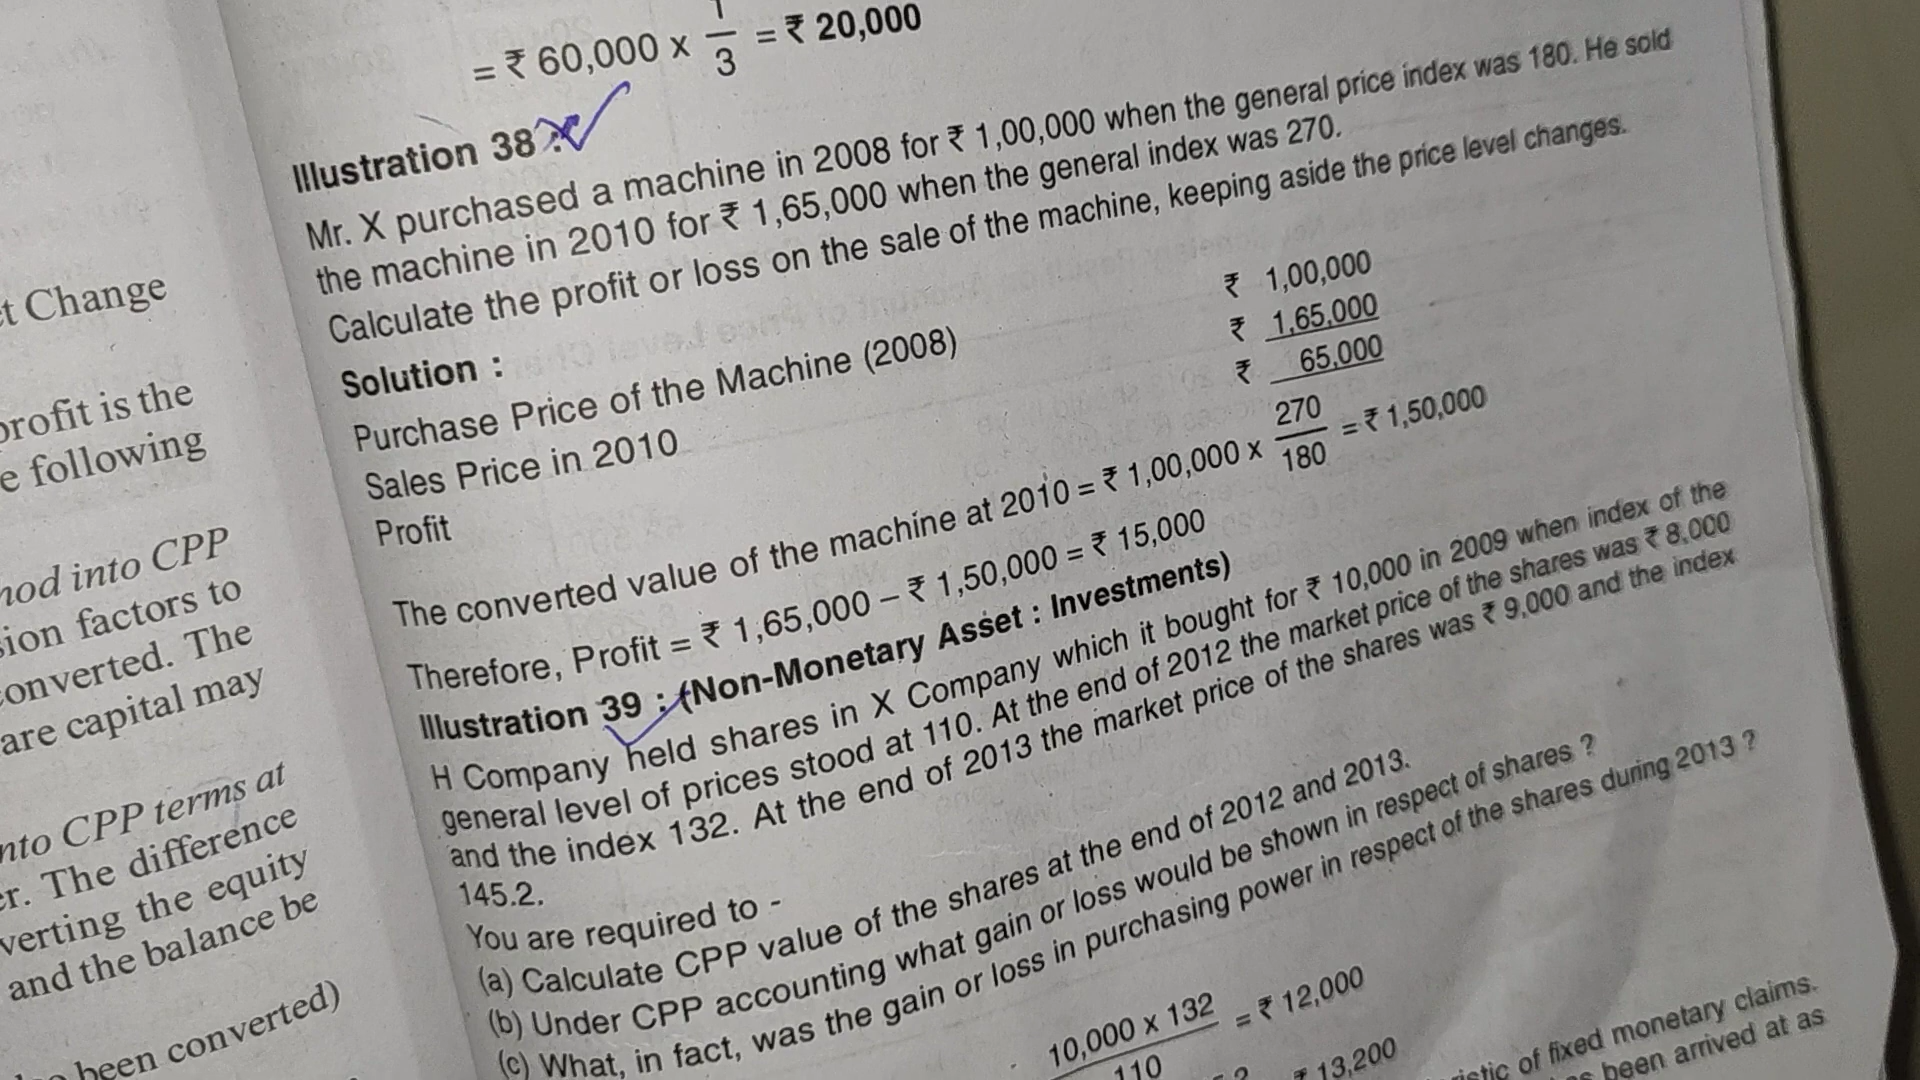 t Change
profit is the
e following
nod into CPP
sion factors to
converted. The
are capital may
nto CPP terms at
er. The difference
verting the equity
and the balance be
been converted)
= ₹ 60,000 x 1/3 = ₹ 20,000
Illustration 38 :
Mr. X purchased a machine in 2008 for ₹ 1,00,000 when the general price index was 180. He sold
the machine in 2010 for ₹ 1,65,000 when the general index was 270.
Calculate the profit or loss on the sale of the machine, keeping aside the price level changes.
Solution :
Purchase Price of the Machine (2008) ₹ 1,00,000
Sales Price in 2010 ₹ 1,65,000
Profit ₹ 65,000
The converted value of the machine at 2010 = ₹ 1,00,000 x 270/180 = ₹ 1,50,000
Therefore, Profit = ₹ 1,65,000 – ₹ 1,50,000 = ₹ 15,000
Illustration 39 : (Non-Monetary Asset : Investments)
H Company held shares in X Company which it bought for ₹ 10,000 in 2009 when index of the
general level of prices stood at 110. At the end of 2012 the market price of the shares was ₹ 8,000
and the index 132. At the end of 2013 the market price of the shares was ₹ 9,000 and the index
145.2.
You are required to -
(a) Calculate CPP value of the shares at the end of 2012 and 2013.
(b) Under CPP accounting what gain or loss would be shown in respect of shares ?
(c) What, in fact, was the gain or loss in purchasing power in respect of the shares during 2013 ?
10,000 x 132/110 = ₹ 12,000
₹ 13,200
istic of fixed monetary claims.
been arrived at as